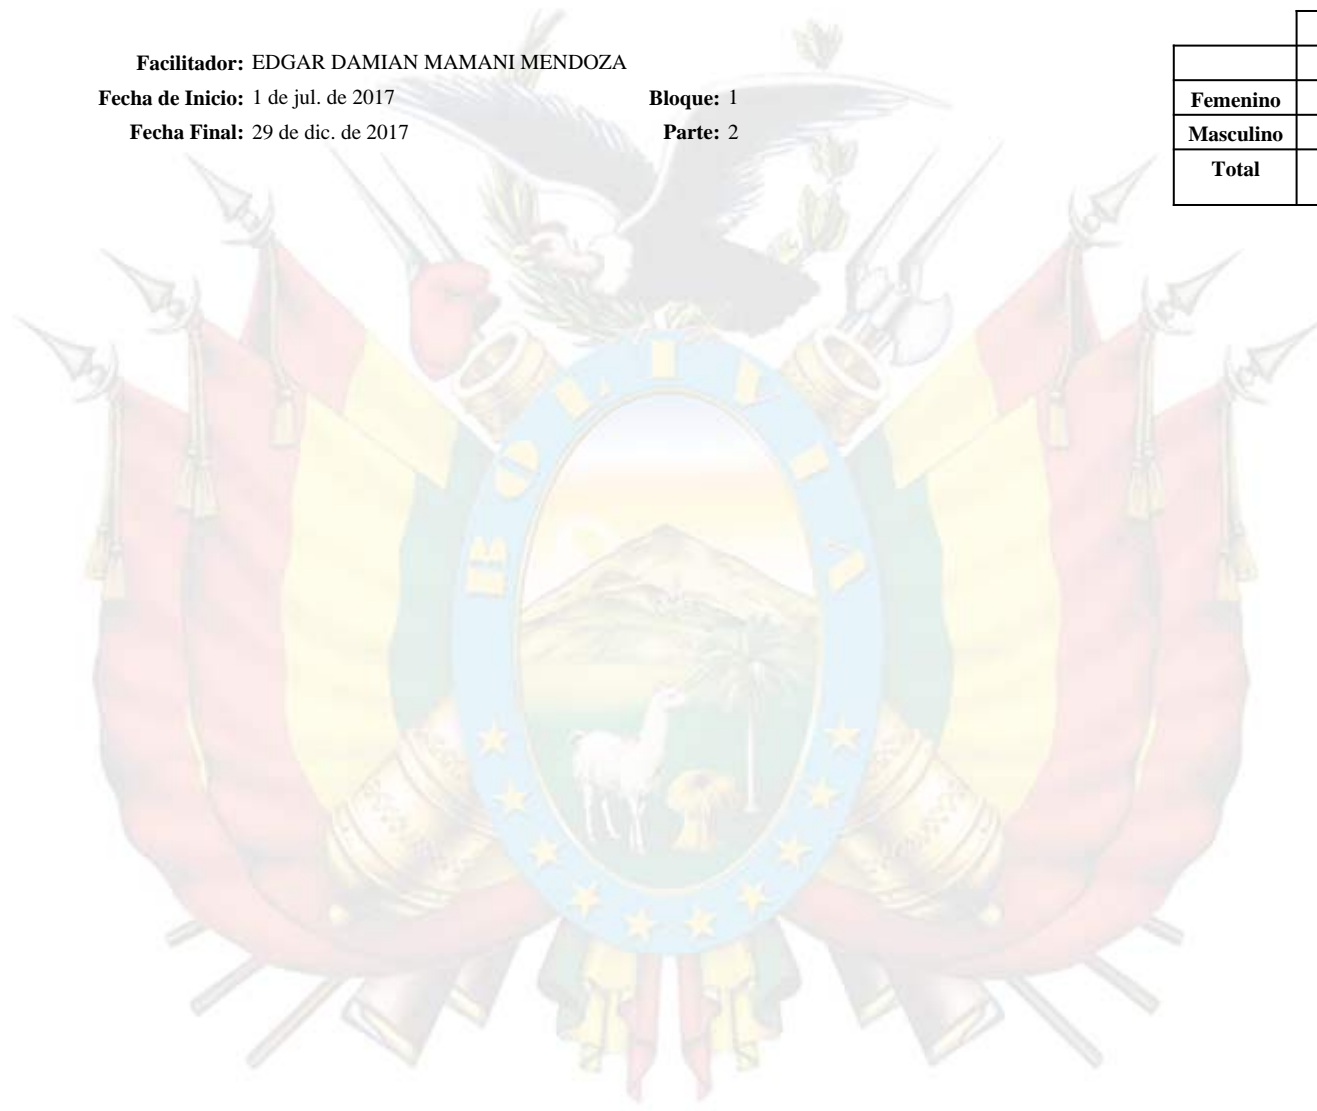 Facilitador: EDGAR DAMIAN MAMANI MENDOZA
Fecha de Inicio: 1 de jul. de 2017 Bloque: 1
Fecha Final: 29 de dic. de 2017 Parte: 2
Femenino
Masculino
Total
BOLIVIA